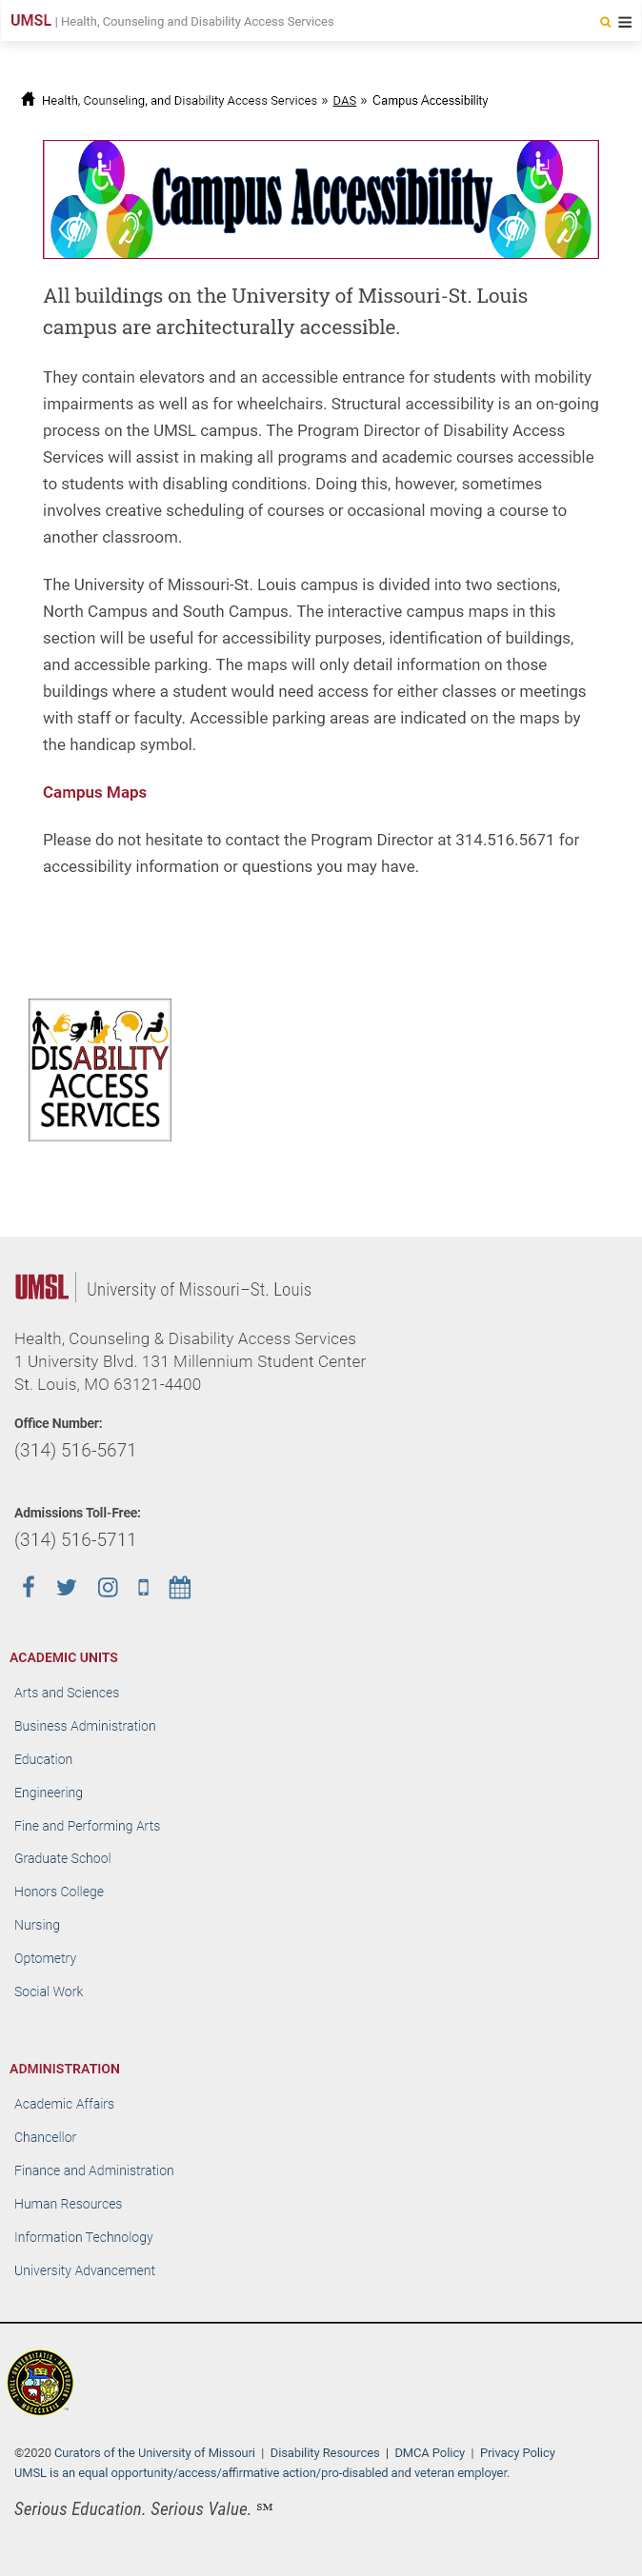 UMSL | Health, Counseling and Disability Access Services
Health, Counseling, and Disability Access Services » DAS » Campus Accessibility
Campus Accessibility
All buildings on the University of Missouri-St. Louis
campus are architecturally accessible.
They contain elevators and an accessible entrance for students with mobility
impairments as well as for wheelchairs. Structural accessibility is an on-going
process on the UMSL campus. The Program Director of Disability Access
Services will assist in making all programs and academic courses accessible
to students with disabling conditions. Doing this, however, sometimes
involves creative scheduling of courses or occasional moving a course to
another classroom.
The University of Missouri-St. Louis campus is divided into two sections,
North Campus and South Campus. The interactive campus maps in this
section will be useful for accessibility purposes, identification of buildings,
and accessible parking. The maps will only detail information on those
buildings where a student would need access for either classes or meetings
with staff or faculty. Accessible parking areas are indicated on the maps by
the handicap symbol.
Campus Maps
Please do not hesitate to contact the Program Director at 314.516.5671 for
accessibility information or questions you may have.
DISABILITY
ACCESS
SERVICES
UMSL | University of Missouri–St. Louis
Health, Counseling & Disability Access Services
1 University Blvd. 131 Millennium Student Center
St. Louis, MO 63121-4400
Office Number:
(314) 516-5671
Admissions Toll-Free:
(314) 516-5711
ACADEMIC UNITS
Arts and Sciences
Business Administration
Education
Engineering
Fine and Performing Arts
Graduate School
Honors College
Nursing
Optometry
Social Work
ADMINISTRATION
Academic Affairs
Chancellor
Finance and Administration
Human Resources
Information Technology
University Advancement
©2020 Curators of the University of Missouri | Disability Resources | DMCA Policy | Privacy Policy
UMSL is an equal opportunity/access/affirmative action/pro-disabled and veteran employer.
Serious Education. Serious Value. ℠